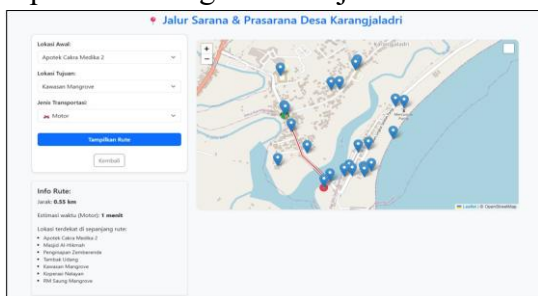 Jalur Sarana & Prasarana Desa Karangjaladri
Lokasi Awal:
Apotek Cakra Medika 2
Lokasi Tujuan:
Kawasan Mangrove
Jenis Transportasi
Motor
Tampilkan Rute
Kembali
Info Rute:
Jarak: 0.55 km
Estimasi waktu (Motor): 1 menit
Lokasi terdekat di sepanjang rute:
Apotek Cakra Medika 2
Masjid Al-Hikmah
Penginapan Zembaranda
Tambak Udang
Kawasan Mangrove
Koperasi Nelayan
RM Saung Mangrove
+
−
Karangjaladri
Leaflet | © OpenStreetMap